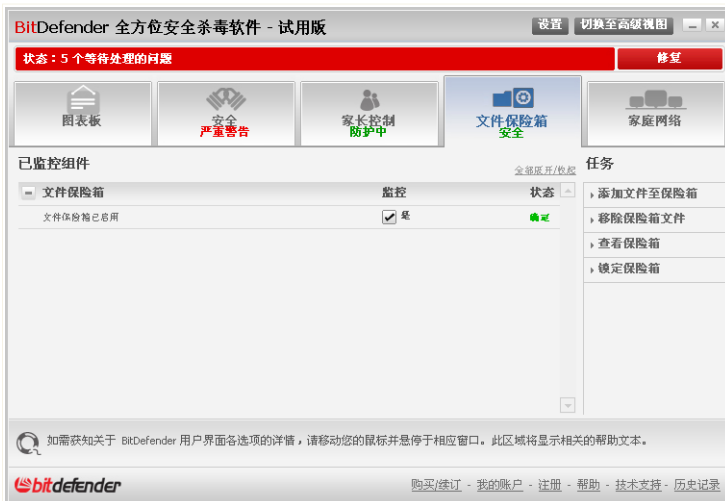 BitDefender 全方位安全杀毒软件 - 试用版
设置
切换至高级视图
状态：5 个等待处理的问题
修复
图表板
安全
严重警告
家长控制
防护中
文件保险箱
安全
家庭网络
已监控组件
全部展开/收起
任务
文件保险箱 监控 状态
文件保险箱已启用 是 确定
添加文件至保险箱
移除保险箱文件
查看保险箱
锁定保险箱
如需获知关于 BitDefender 用户界面各选项的详情，请移动您的鼠标并悬停于相应窗口。此区域将显示相关的帮助文本。
bitdefender
购买/续订 - 我的账户 - 注册 - 帮助 - 技术支持 - 历史记录